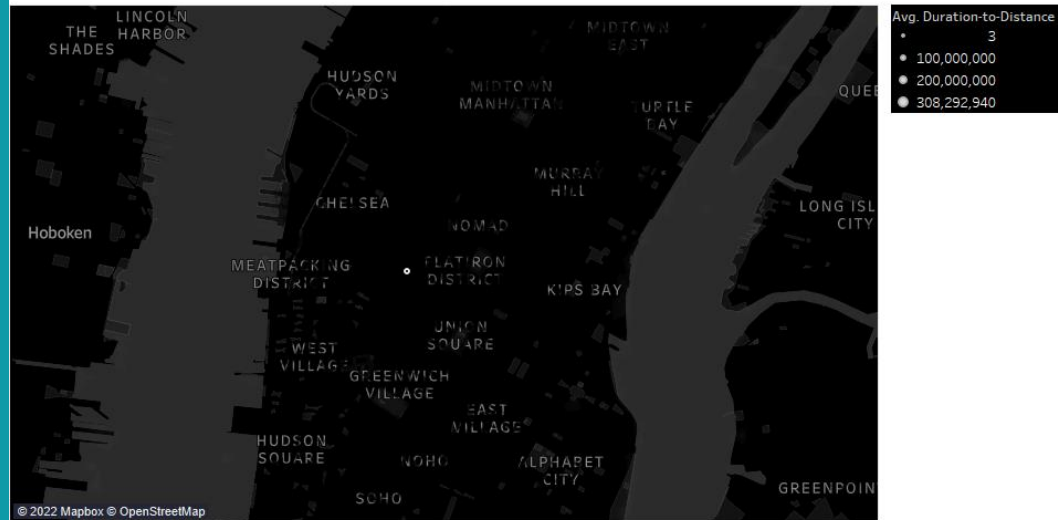 LINCOLN
HARBOR
THE
SHADES
MIDTOWN
EAST
HUDSON
YARDS
MIDTOWN
MANHATTAN
TURTLE
BAY
QUEE
MURRAY
HILL
CHELSEA
LONG ISL
CITY
NOMAD
Hoboken
MEATPACKING
DISTRICT
FLATIRON
DISTRICT
KIPS BAY
UNION
SQUARE
WEST
VILLAGE
GREENWICH
VILLAGE
EAST
VILLAGE
HUDSON
SQUARE
NOHO
ALPHABET
CITY
SOHO
GREENPOIN
© 2022 Mapbox © OpenStreetMap
Avg. Duration-to-Distance
3
100,000,000
200,000,000
308,292,940